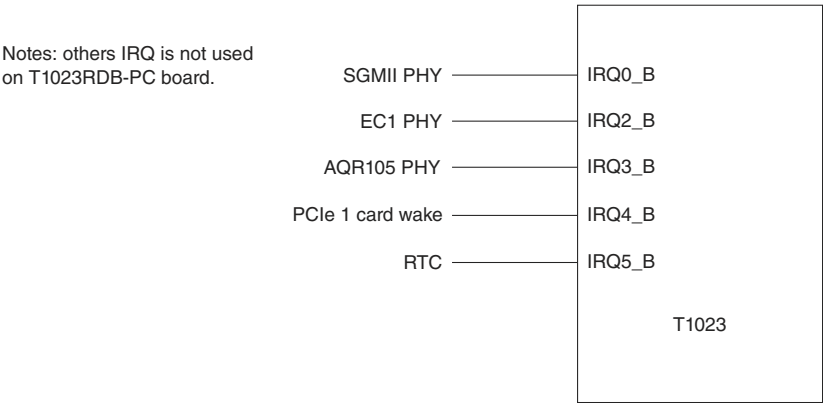 Notes: others IRQ is not used
on T1023RDB-PC board.
SGMII PHY IRQ0_B
EC1 PHY IRQ2_B
AQR105 PHY IRQ3_B
PCIe 1 card wake IRQ4_B
RTC IRQ5_B
T1023